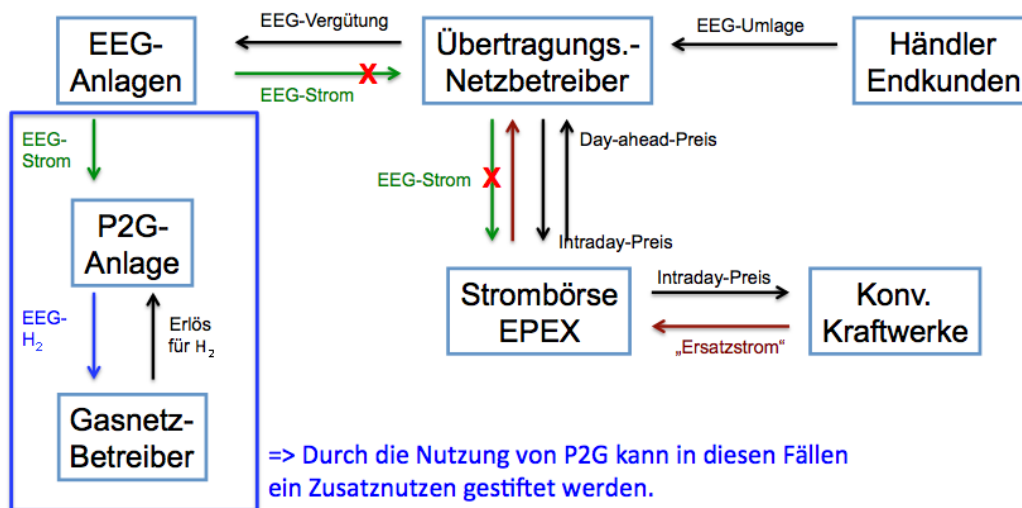 EEG-
Anlagen
EEG-Vergütung
EEG-Strom
X
Übertragungs.-
Netzbetreiber
EEG-Umlage
Händler
Endkunden
EEG-
Strom
EEG-Strom
X
Day-ahead-Preis
Intraday-Preis
P2G-
Anlage
EEG-
H2
Erlös
für H2
Gasnetz-
Betreiber
Strombörse
EPEX
Intraday-Preis
„Ersatzstrom“
Konv.
Kraftwerke
=> Durch die Nutzung von P2G kann in diesen Fällen
ein Zusatznutzen gestiftet werden.